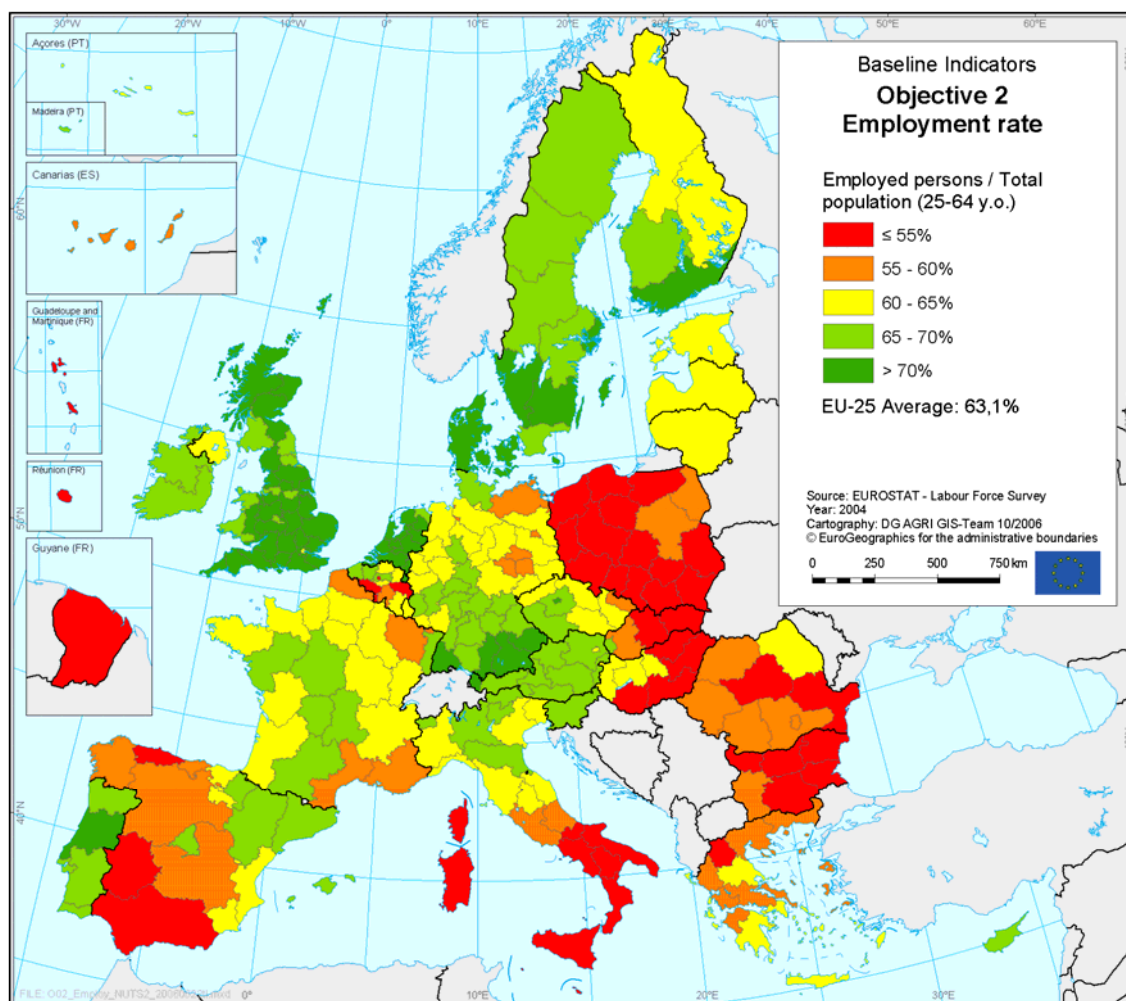 30°W
20°W
10°W
0°
10°E
20°E
30°E
40°E
50°E
60°E
Açores (PT)
Madeira (PT)
Canarias (ES)
Guadeloupe and
Martinique (FR)
Réunion (FR)
Guyane (FR)
60°N
50°N
40°N
Baseline Indicators
Objective 2
Employment rate
Employed persons / Total
population (25-64 y.o.)
≤ 55%
55 - 60%
60 - 65%
65 - 70%
> 70%
EU-25 Average: 63,1%
Source: EUROSTAT - Labour Force Survey
Year: 2004
Cartography: DG AGRI GIS-Team 10/2006
© EuroGeographics for the administrative boundaries
0 250 500 750 km
0°
10°E
20°E
30°E